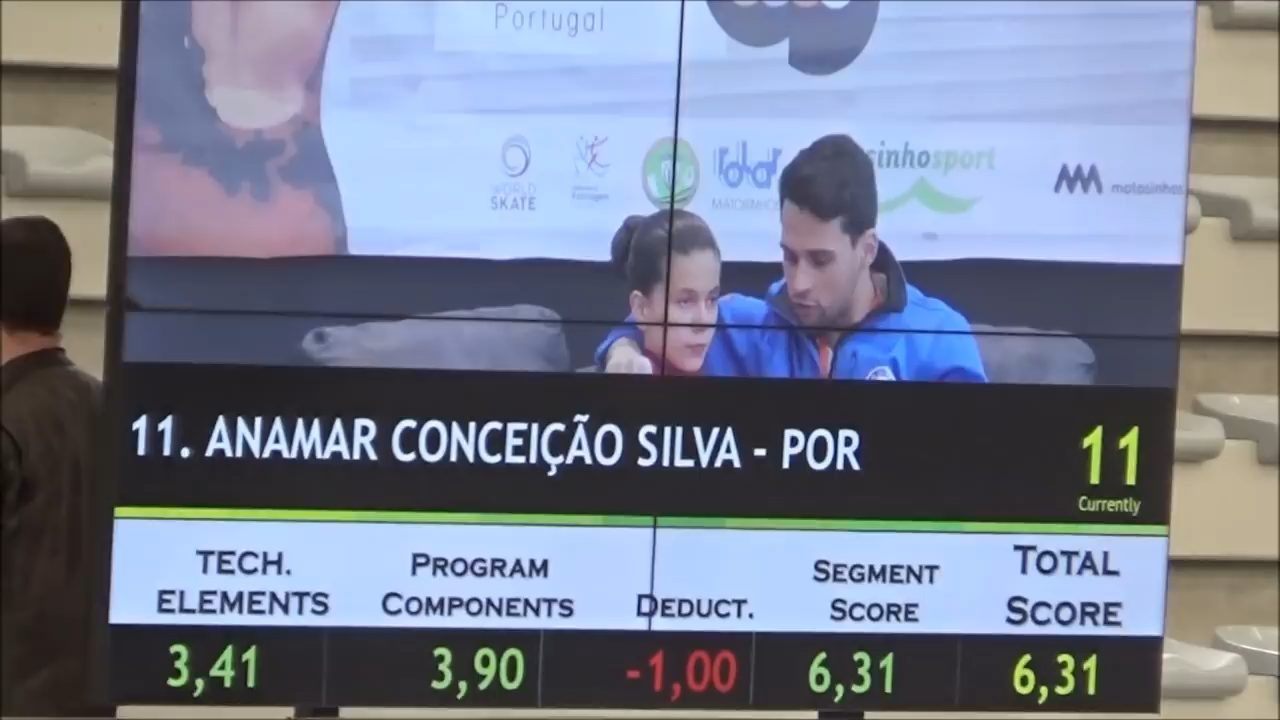 Portugal
WORLD
SKATE
inhosport
matosinhos
11. ANAMAR CONCEIÇÃO SILVA - POR
11
Currently
TECH.
ELEMENTS
PROGRAM
COMPONENTS
DEDUCT.
SEGMENT
SCORE
TOTAL
SCORE
3,41
3,90
-1,00
6,31
6,31